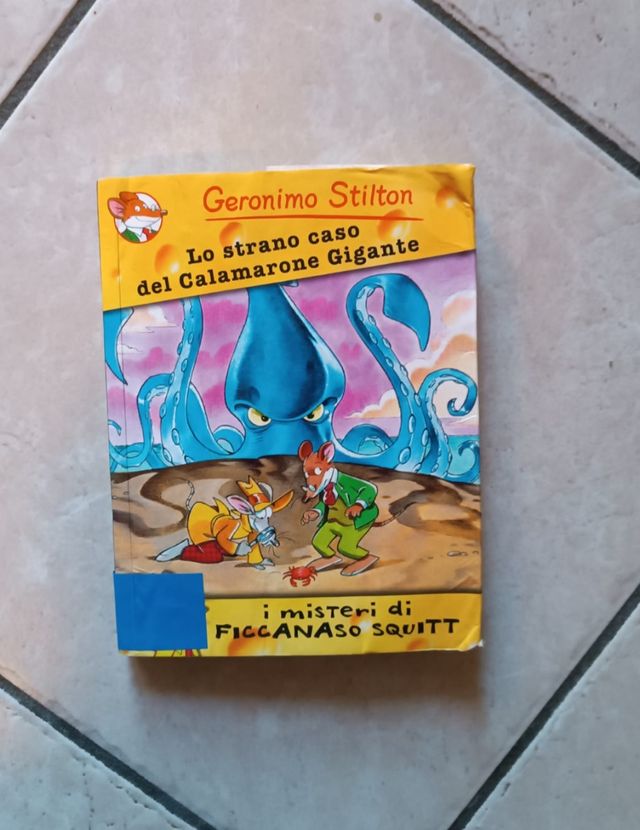 Geronimo Stilton
Lo strano caso
del Calamarone Gigante
i misteri di
FICCANASO SQUITT